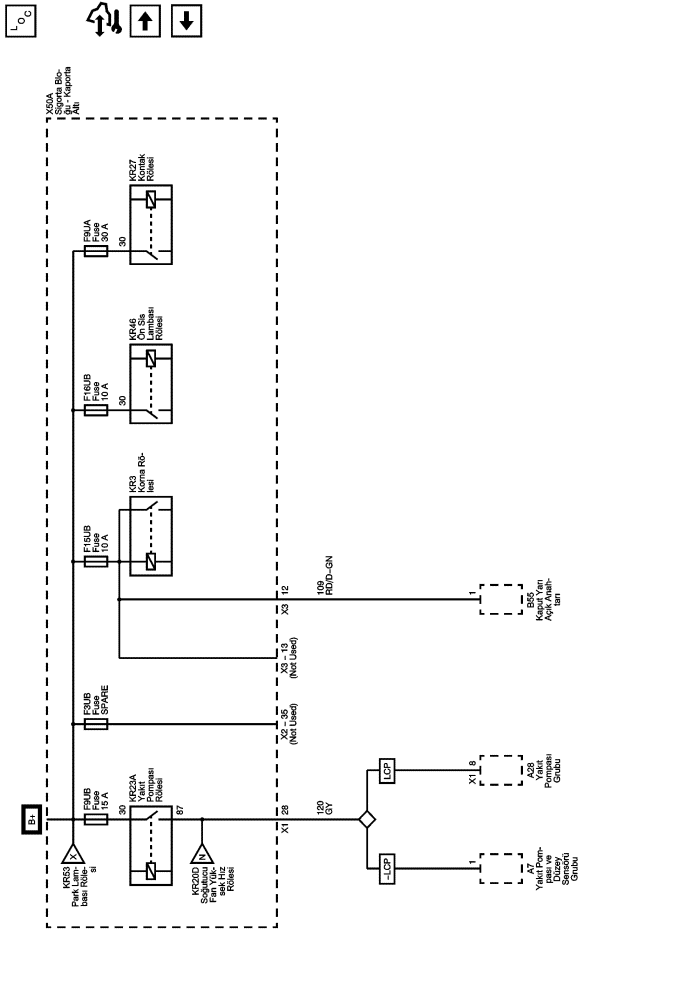 LOC
X50A
Sigorta Blo-
ğu - Kaporta
Altı
KR27
Kontak
Rölesi
F9UA
Fuse
30 A
30
KR46
Ön Sis
Lambası
Rölesi
F16UB
Fuse
10 A
30
KR3
Korna Rö-
lesi
F15UB
Fuse
10 A
X3
12
109
RD/D-GN
1
B55
Kaput Yarı
Açık Anah-
tarı
X3 - 13
(Not Used)
F3UB
Fuse
SPARE
X2 - 35
(Not Used)
B+
F9UB
Fuse
15 A
30
KR23A
Yakıt
Pompası
Rölesi
87
X
KR53
Park Lam-
bası Röle-
si
N
KR20D
Soğutucu
Fan Yük-
sek Hız
Rölesi
X1
28
120
GY
LCP
X1
8
A28
Yakıt
Pompası
Grubu
-LCP
1
A7
Yakıt Pom-
pası ve
Düzey
Sensörü
Grubu